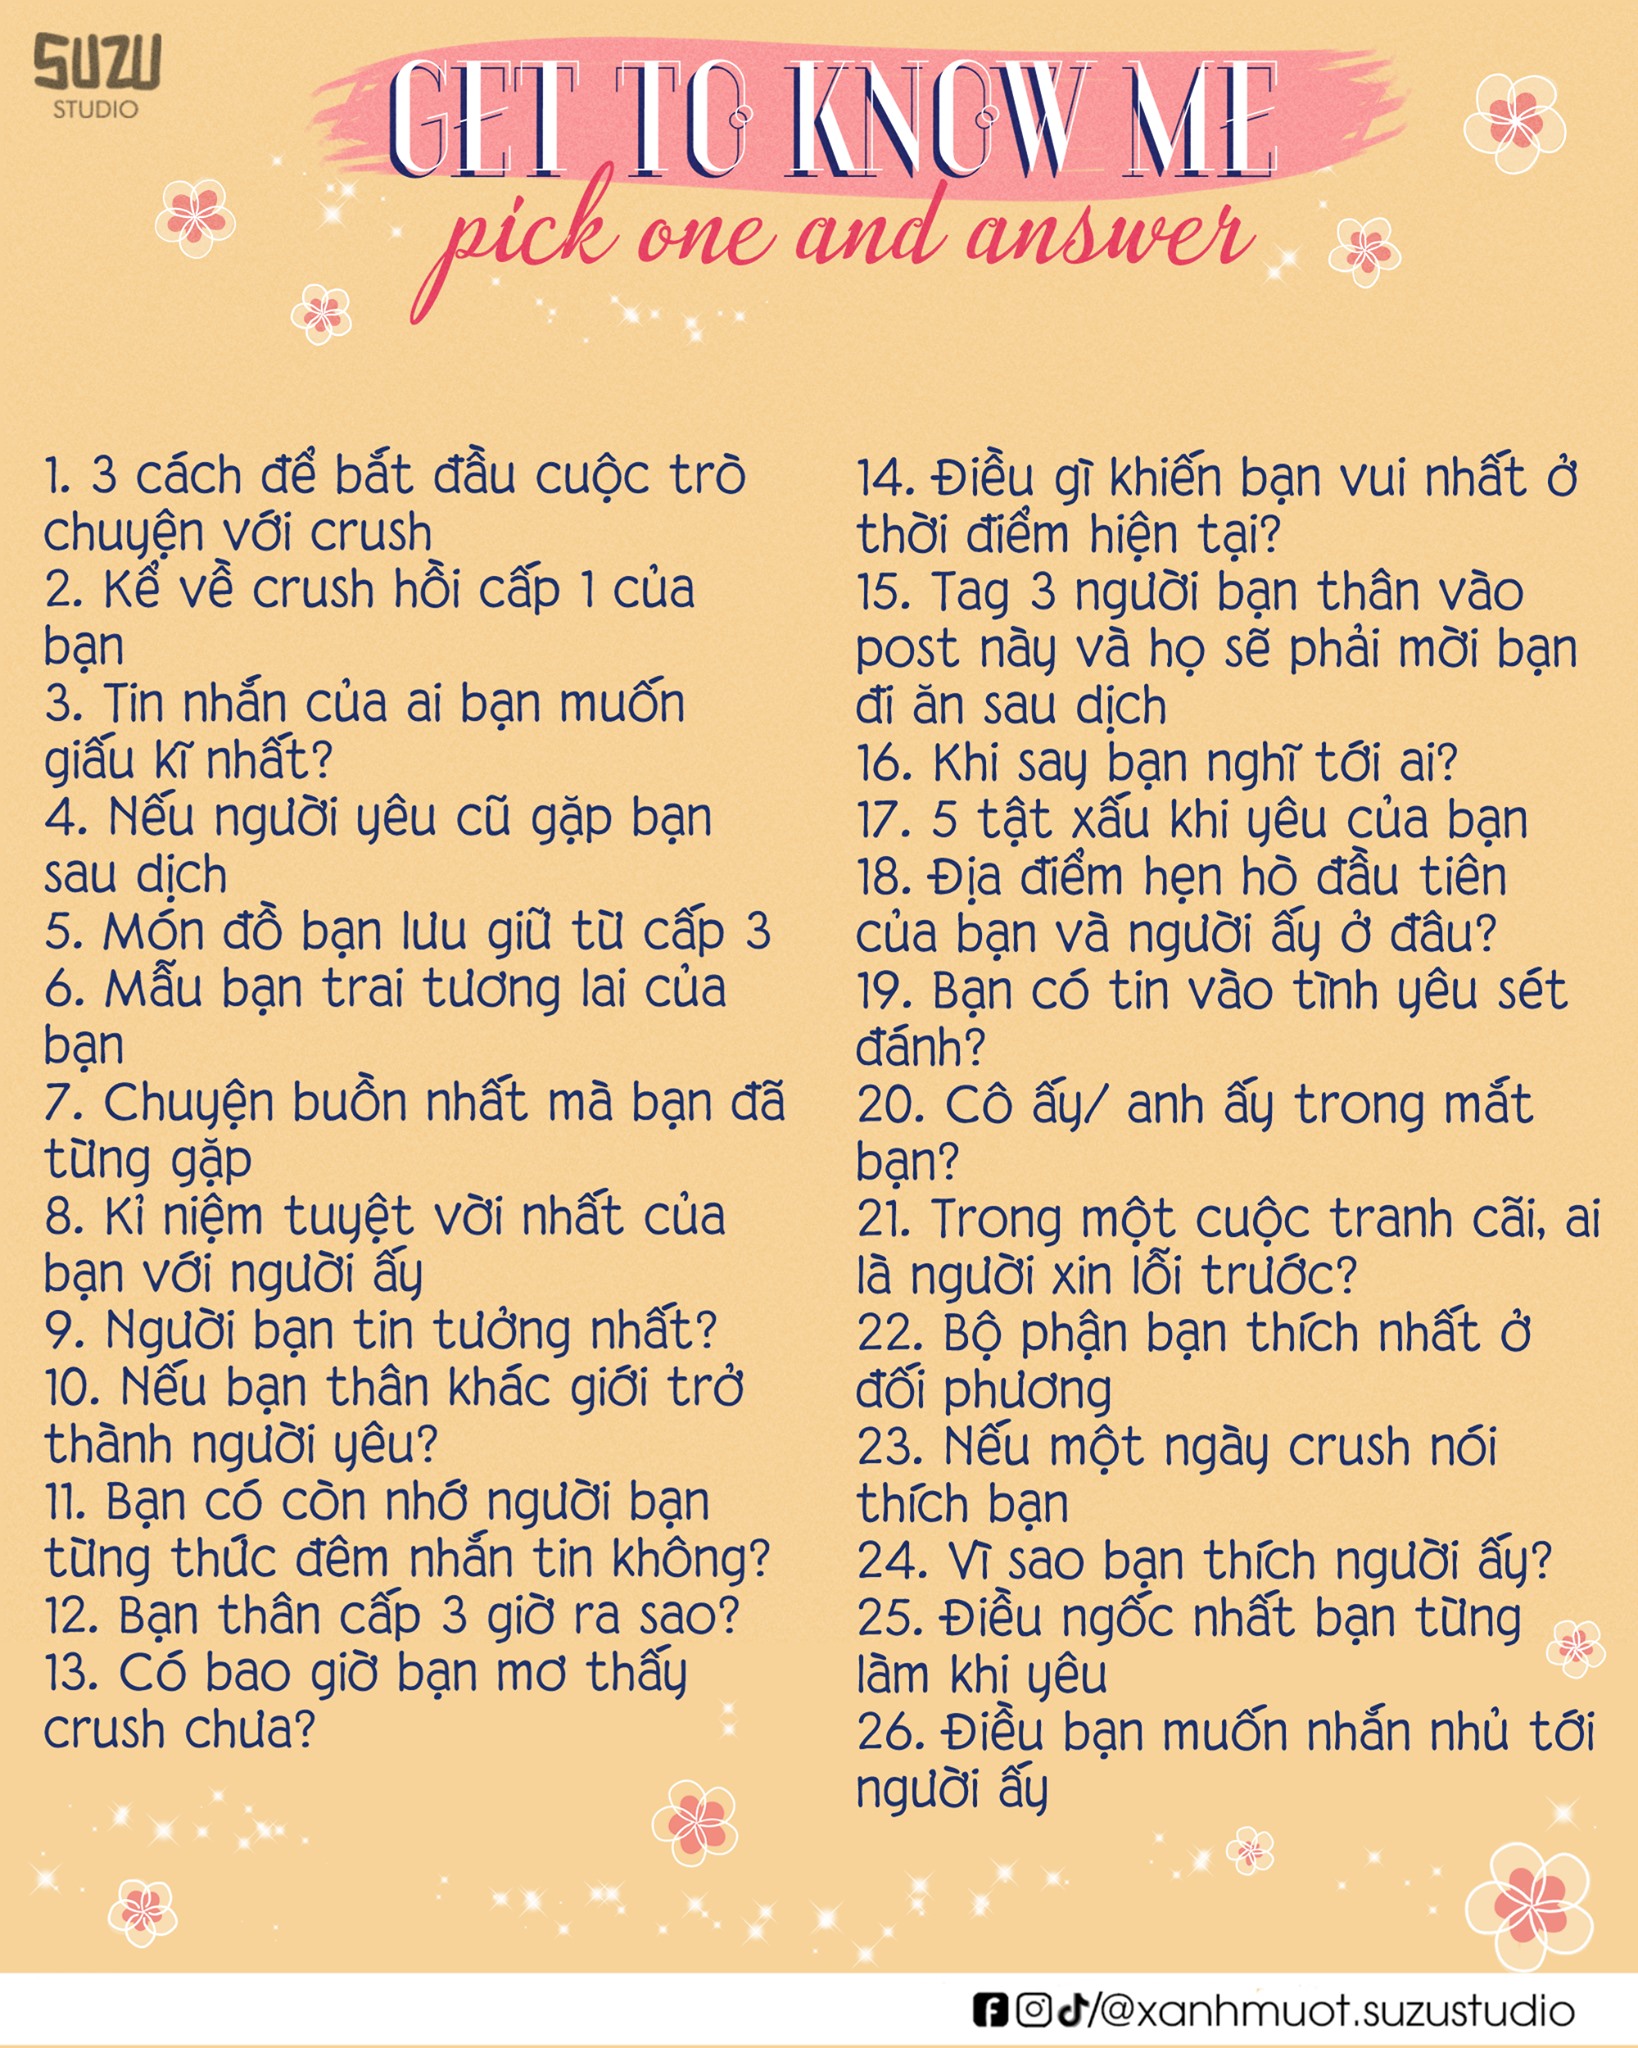 SUZU
STUDIO
GET TO KNOW ME
pick one and answer
1. 3 cách để bắt đầu cuộc trò
chuyện với crush
2. Kể về crush hồi cấp 1 của
bạn
3. Tin nhắn của ai bạn muốn
giấu kĩ nhất?
4. Nếu người yêu cũ gặp bạn
sau dịch
5. Món đồ bạn lưu giữ từ cấp 3
6. Mẫu bạn trai tương lai của
bạn
7. Chuyện buồn nhất mà bạn đã
từng gặp
8. Kỉ niệm tuyệt vời nhất của
bạn với người ấy
9. Người bạn tin tưởng nhất?
10. Nếu bạn thân khác giới trở
thành người yêu?
11. Bạn có còn nhớ người bạn
từng thức đêm nhắn tin không?
12. Bạn thân cấp 3 giờ ra sao?
13. Có bao giờ bạn mơ thấy
crush chưa?
14. Điều gì khiến bạn vui nhất ở
thời điểm hiện tại?
15. Tag 3 người bạn thân vào
post này và họ sẽ phải mời bạn
đi ăn sau dịch
16. Khi say bạn nghĩ tới ai?
17. 5 tật xấu khi yêu của bạn
18. Địa điểm hẹn hò đầu tiên
của bạn và người ấy ở đâu?
19. Bạn có tin vào tình yêu sét
đánh?
20. Cô ấy/ anh ấy trong mắt
bạn?
21. Trong một cuộc tranh cãi, ai
là người xin lỗi trước?
22. Bộ phận bạn thích nhất ở
đối phương
23. Nếu một ngày crush nói
thích bạn
24. Vì sao bạn thích người ấy?
25. Điều ngốc nhất bạn từng
làm khi yêu
26. Điều bạn muốn nhắn nhủ tới
người ấy
/@xanhmuot.suzustudio